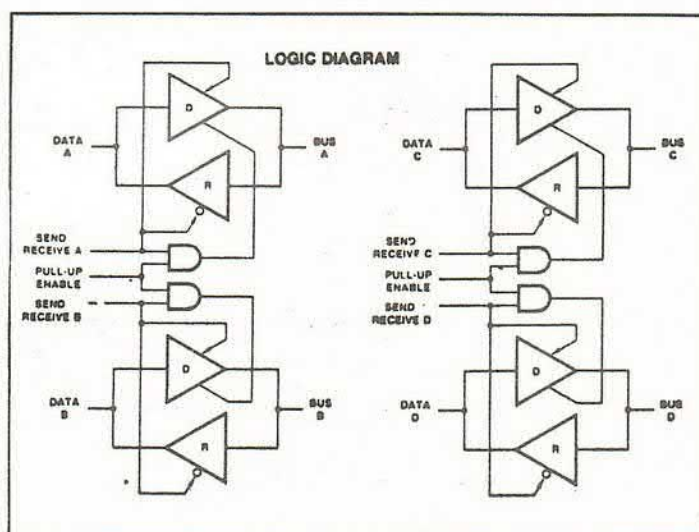 LOGIC DIAGRAM
D
DATA
A
BUS
A
R
SEND
RECEIVE A
PULL-UP
ENABLE
SEND
RECEIVE B
D
DATA
B
BUS
B
R
D
DATA
C
BUS
C
R
SEND
RECEIVE C
PULL-UP
ENABLE
SEND
RECEIVE D
D
DATA
D
BUS
D
R